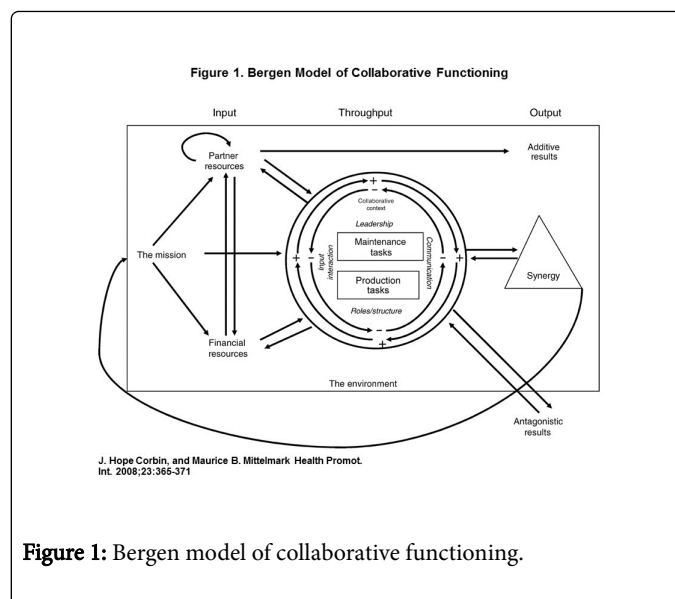 Figure 1. Bergen Model of Collaborative Functioning
Input
Throughput
Output
Partner
resources
Additive
results
+
−
Collaborative
context
Leadership
Maintenance
tasks
The mission
+
−
Input
interaction
Communication
−
+
Synergy
Production
tasks
Roles/structure
−
+
Financial
resources
The environment
Antagonistic
results
J. Hope Corbin, and Maurice B. Mittelmark Health Promot.
Int. 2008;23:365-371
Figure 1: Bergen model of collaborative functioning.